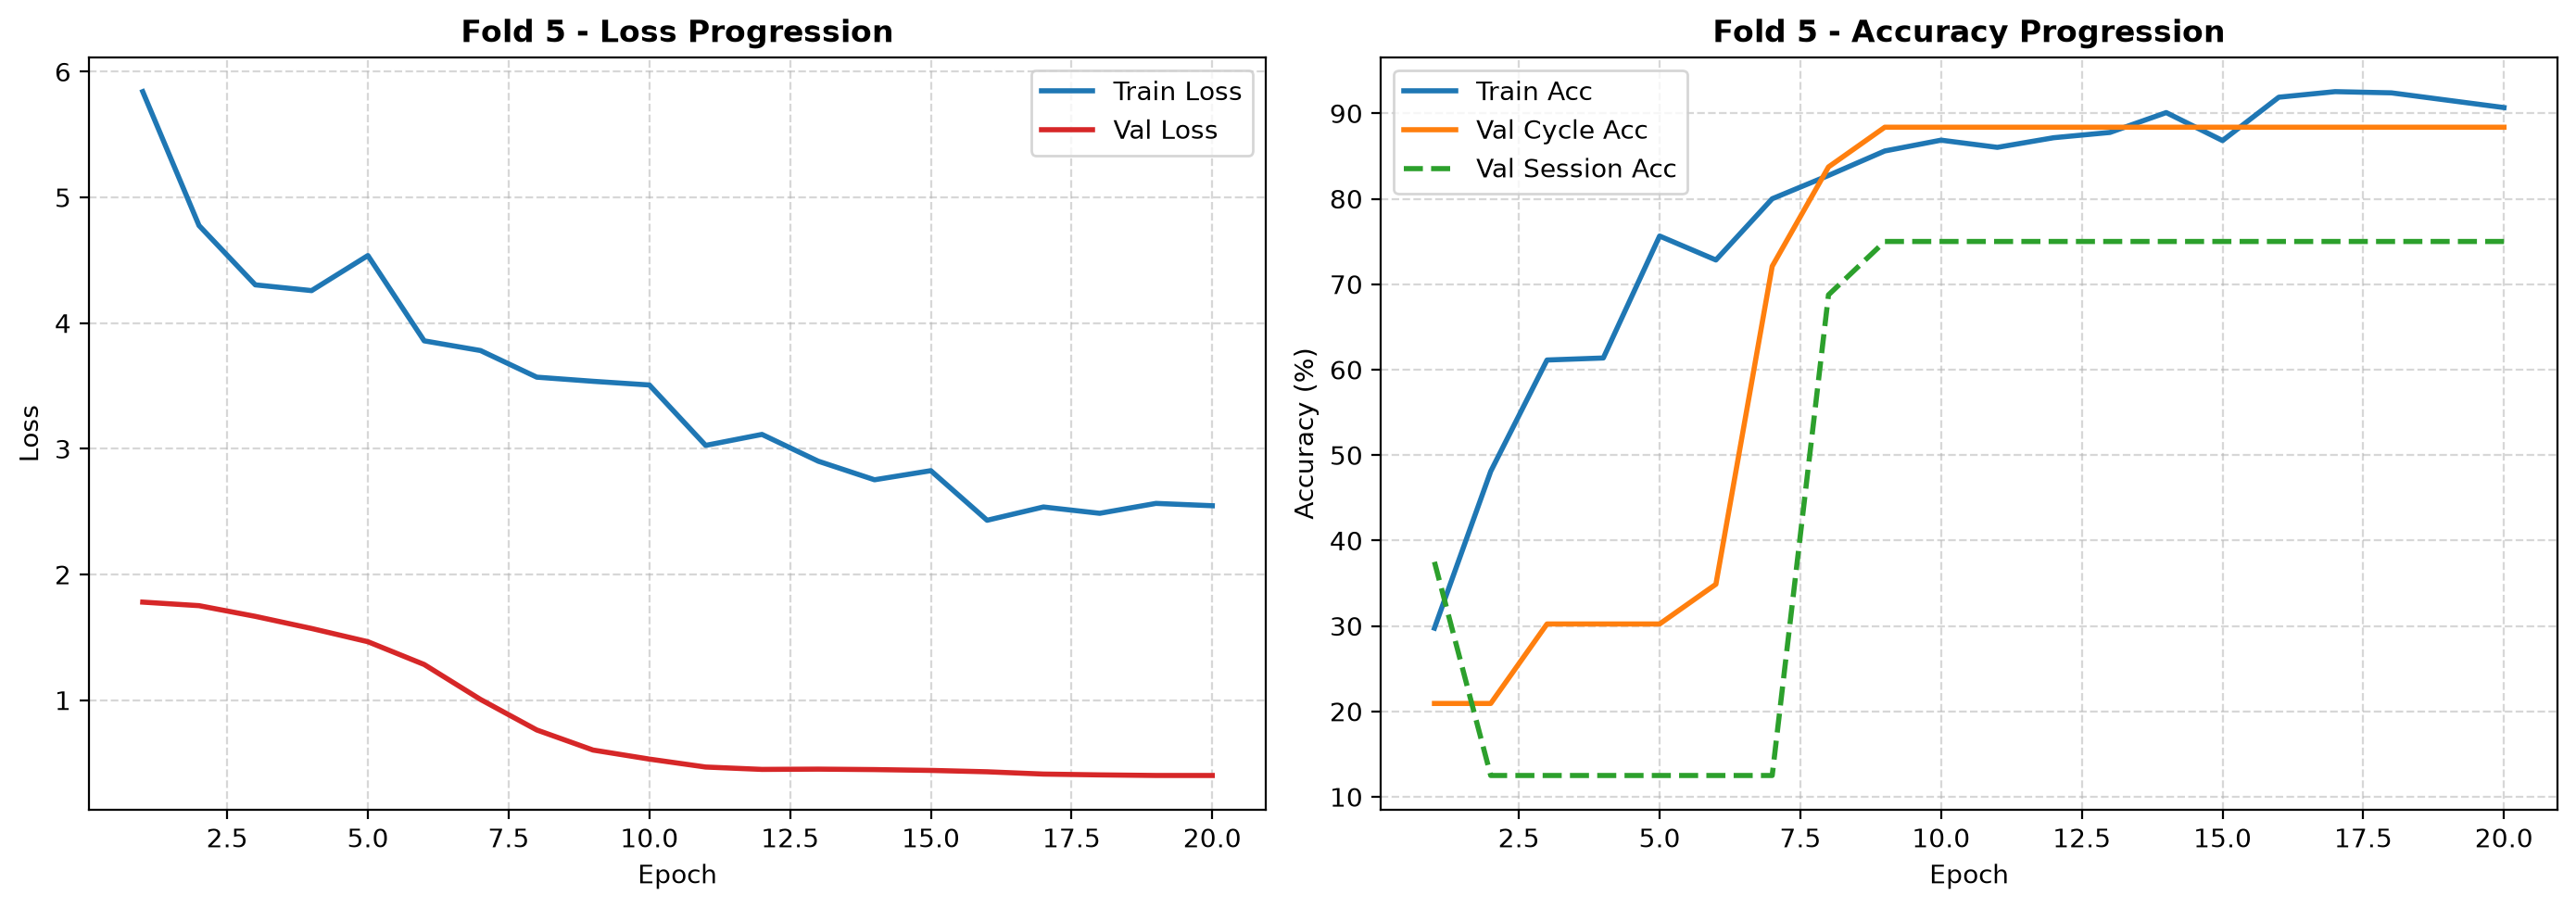 Fold 5 - Loss Progression
6
5
4
3
2
1
Loss
Train Loss
Val Loss
2.5 5.0 7.5 10.0 12.5 15.0 17.5 20.0
Epoch
Fold 5 - Accuracy Progression
90
80
70
60
50
40
30
20
10
Accuracy (%)
Train Acc
Val Cycle Acc
Val Session Acc
2.5 5.0 7.5 10.0 12.5 15.0 17.5 20.0
Epoch